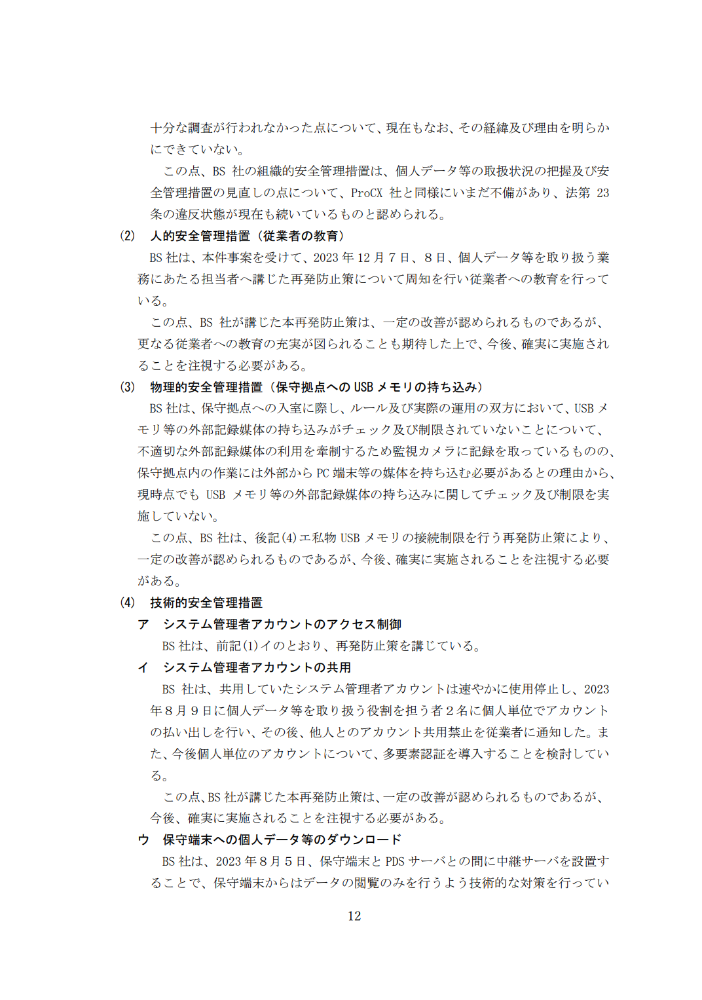 十分な調査が行われなかった点について、現在もなお、その経緯及び理由を明らか
にできていない。
この点、BS 社の組織的安全管理措置は、個人データ等の取扱状況の把握及び安
全管理措置の見直しの点について、ProCX 社と同様にいまだ不備があり、法第 23
条の違反状態が現在も続いているものと認められる。
(2) 人的安全管理措置（従業者の教育）
BS 社は、本件事案を受けて、2023 年 12 月７日、８日、個人データ等を取り扱う業
務にあたる担当者へ講じた再発防止策について周知を行い従業者への教育を行って
いる。
この点、BS 社が講じた本再発防止策は、一定の改善が認められるものであるが、
更なる従業者への教育の充実が図られることも期待した上で、今後、確実に実施され
ることを注視する必要がある。
(3) 物理的安全管理措置（保守拠点への USB メモリの持ち込み）
BS 社は、保守拠点への入室に際し、ルール及び実際の運用の双方において、USB メ
モリ等の外部記録媒体の持ち込みがチェック及び制限されていないことについて、
不適切な外部記録媒体の利用を牽制するため監視カメラに記録を取っているものの、
保守拠点内の作業には外部から PC 端末等の媒体を持ち込む必要があるとの理由から、
現時点でも USB メモリ等の外部記録媒体の持ち込みに関してチェック及び制限を実
施していない。
この点、BS 社は、後記(4)エ私物 USB メモリの接続制限を行う再発防止策により、
一定の改善が認められるものであるが、今後、確実に実施されることを注視する必要
がある。
(4) 技術的安全管理措置
ア システム管理者アカウントのアクセス制御
BS 社は、前記(1)イのとおり、再発防止策を講じている。
イ システム管理者アカウントの共用
BS 社は、共用していたシステム管理者アカウントは速やかに使用停止し、2023
年８月９日に個人データ等を取り扱う役割を担う者２名に個人単位でアカウント
の払い出しを行い、その後、他人とのアカウント共用禁止を従業者に通知した。ま
た、今後個人単位のアカウントについて、多要素認証を導入することを検討してい
る。
この点、BS 社が講じた本再発防止策は、一定の改善が認められるものであるが、
今後、確実に実施されることを注視する必要がある。
ウ 保守端末への個人データ等のダウンロード
BS 社は、2023 年８月５日、保守端末と PDS サーバとの間に中継サーバを設置す
ることで、保守端末からはデータの閲覧のみを行うよう技術的な対策を行ってい
12